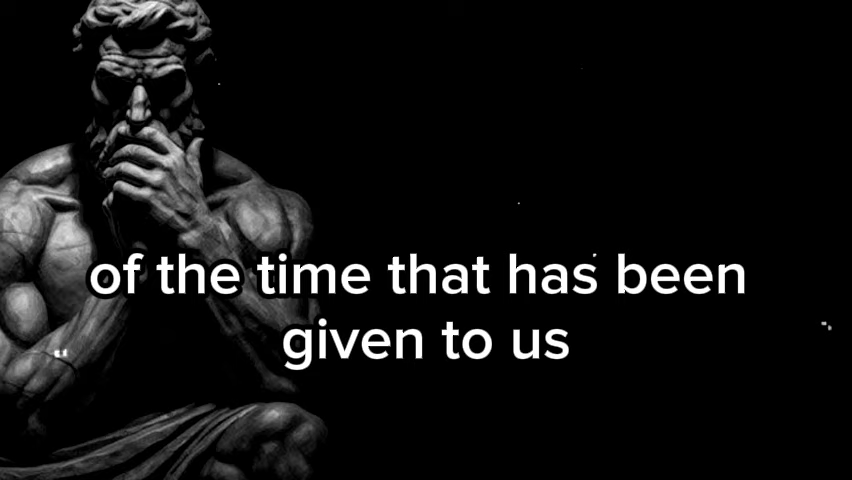 of the time that has been
given to us